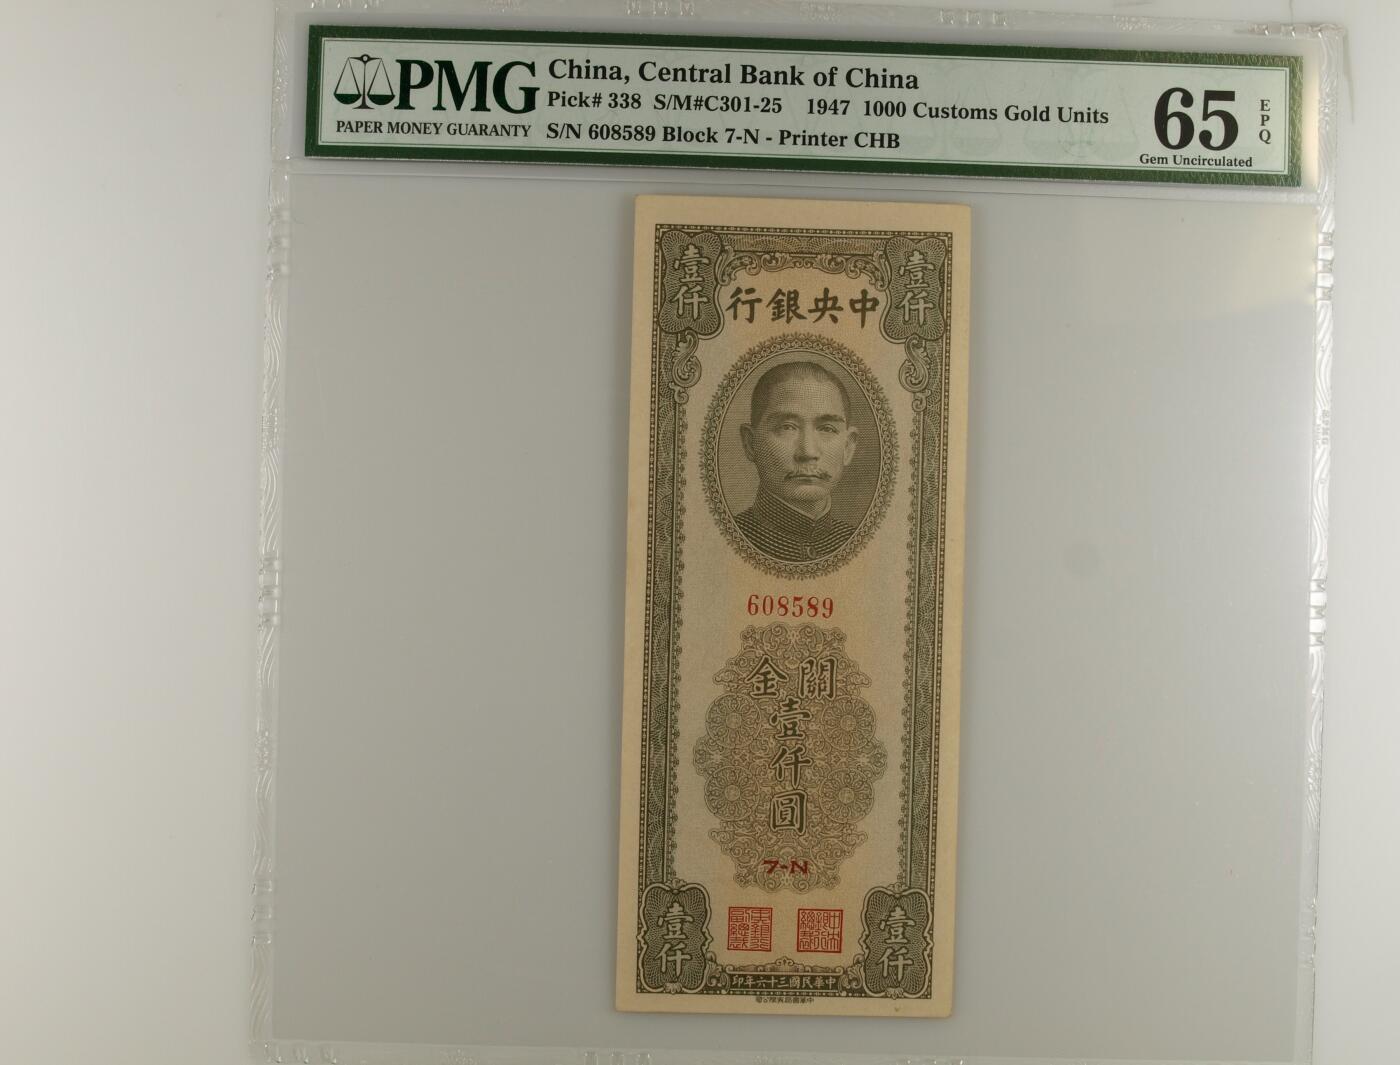 PMG
PAPER MONEY GUARANTY
China, Central Bank of China
Pick# 338 S/M#C301-25 1947 1000 Customs Gold Units
S/N 608589 Block 7-N - Printer CHB
65
EPQ
Gem Uncirculated
壹仟
壹仟
行銀央中
608589
金關
壹仟圓
7-N
壹仟
壹仟
印年六十三國民華中